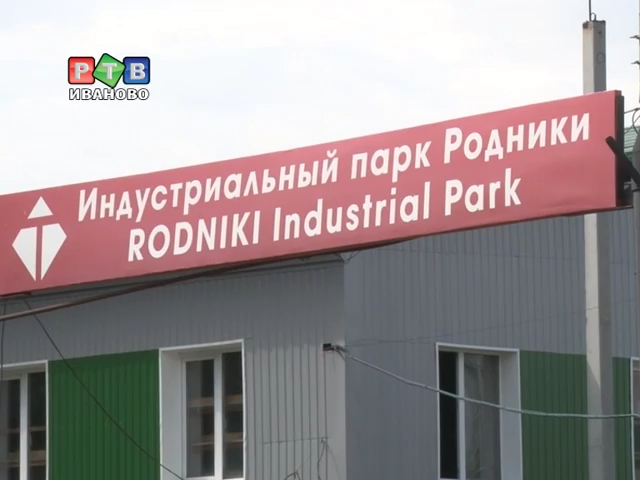 РТВ
ИВАНОВО
Индустриальный парк Родники
RODNIKI Industrial Park